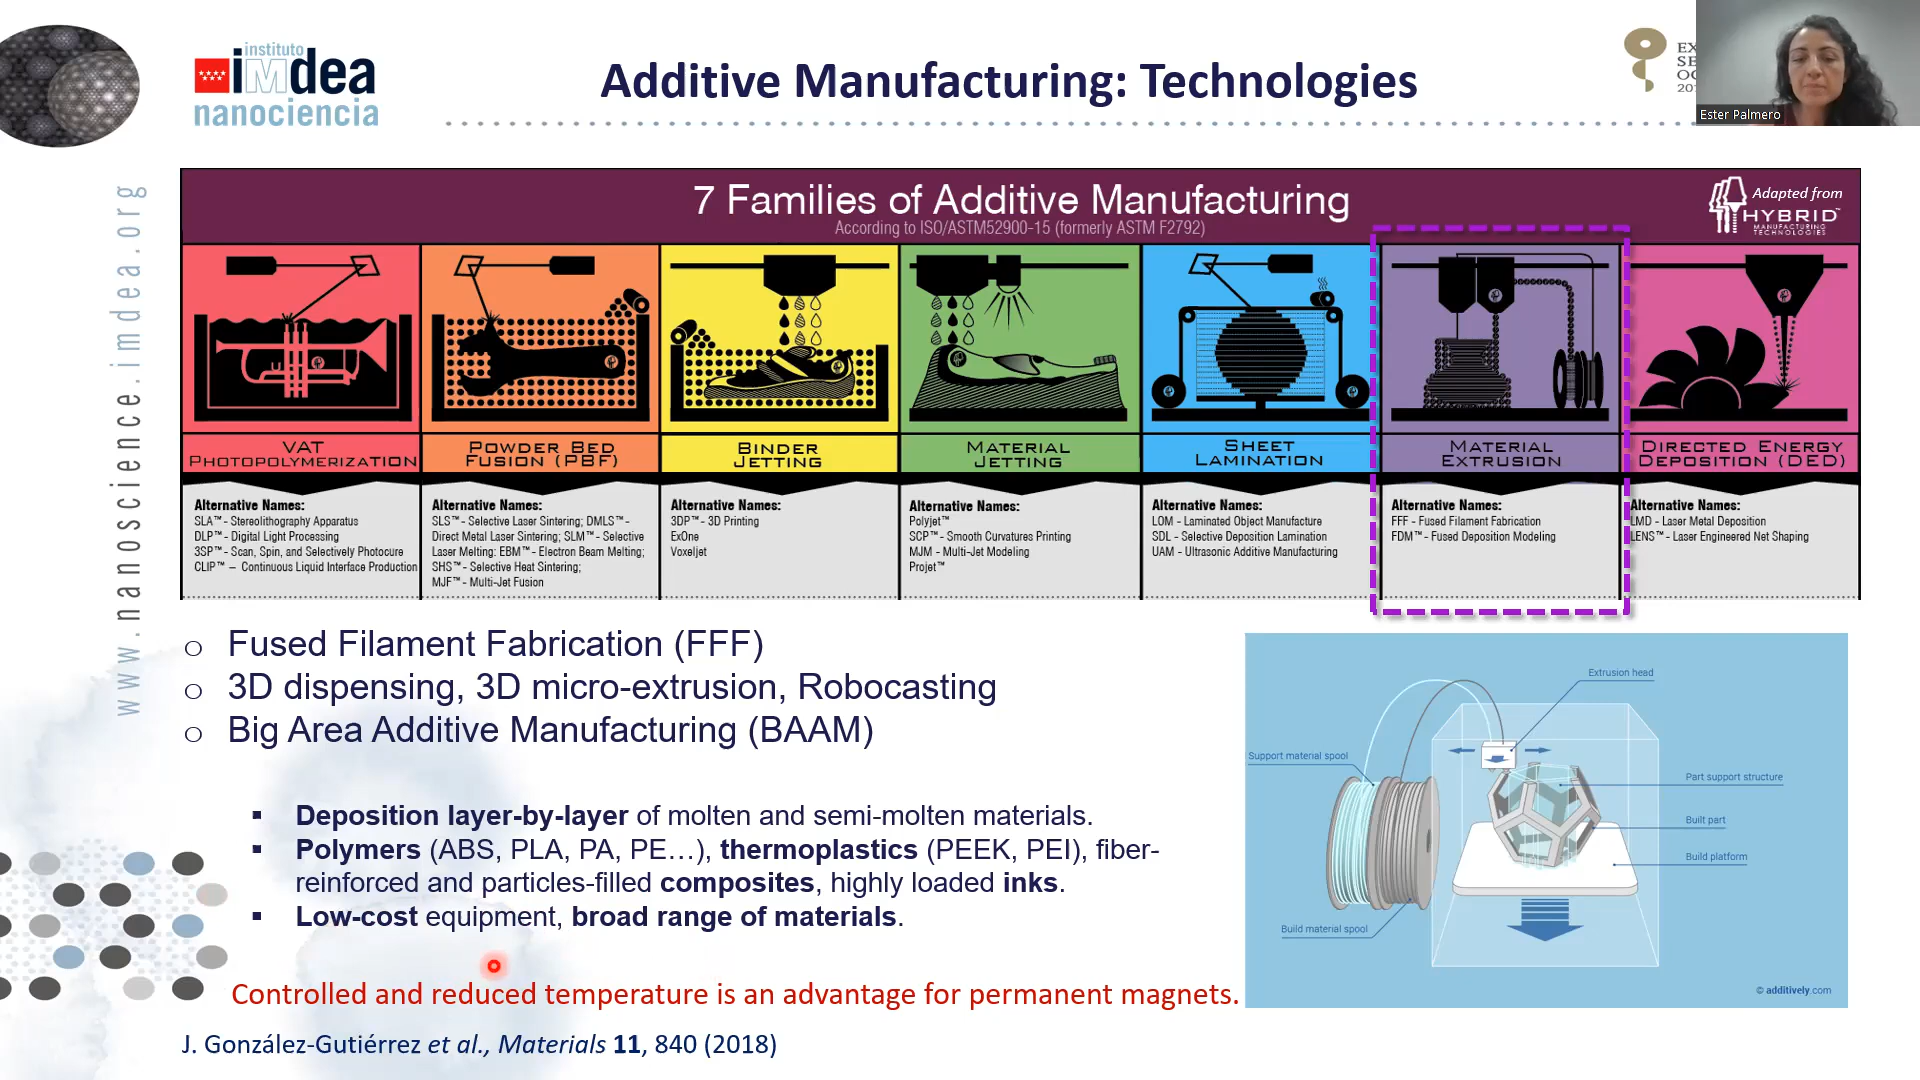 instituto
imdea
nanociencia
Additive Manufacturing: Technologies
Ester Palmero
www.nanoscience.imdea.org
7 Families of Additive Manufacturing
According to ISO/ASTM52900-15 (formerly ASTM F2792)
Adapted from
HYBRID™
MANUFACTURING
TECHNOLOGIES
VAT
PHOTOPOLYMERIZATION
Alternative Names:
SLA™- Stereolithography Apparatus
DLP™- Digital Light Processing
3SP™- Scan, Spin, and Selectively Photocure
CLIP™ – Continuous Liquid Interface Production
POWDER BED
FUSION (PBF)
Alternative Names:
SLS™- Selective Laser Sintering; DMLS™-
Direct Metal Laser Sintering; SLM™- Selective
Laser Melting: EBM™- Electron Beam Melting;
SHS™- Selective Heat Sintering;
MJF™- Multi-Jet Fusion
BINDER
JETTING
Alternative Names:
3DP™- 3D Printing
ExOne
Voxeljet
MATERIAL
JETTING
Alternative Names:
Polyjet™
SCP™- Smooth Curvatures Printing
MJM - Multi-Jet Modeling
Projet™
SHEET
LAMINATION
Alternative Names:
LOM - Laminated Object Manufacture
SDL - Selective Deposition Lamination
UAM - Ultrasonic Additive Manufacturing
MATERIAL
EXTRUSION
Alternative Names:
FFF - Fused Filament Fabrication
FDM™- Fused Deposition Modeling
DIRECTED ENERGY
DEPOSITION (DED)
Alternative Names:
LMD - Laser Metal Deposition
LENS™- Laser Engineered Net Shaping
o Fused Filament Fabrication (FFF)
o 3D dispensing, 3D micro-extrusion, Robocasting
o Big Area Additive Manufacturing (BAAM)
▪ Deposition layer-by-layer of molten and semi-molten materials.
▪ Polymers (ABS, PLA, PA, PE…), thermoplastics (PEEK, PEI), fiber-
reinforced and particles-filled composites, highly loaded inks.
▪ Low-cost equipment, broad range of materials.
Controlled and reduced temperature is an advantage for permanent magnets.
J. González-Gutiérrez et al., Materials 11, 840 (2018)
Extrusion head
Support material spool
Part support structure
Built part
Build platform
Build material spool
© additively.com